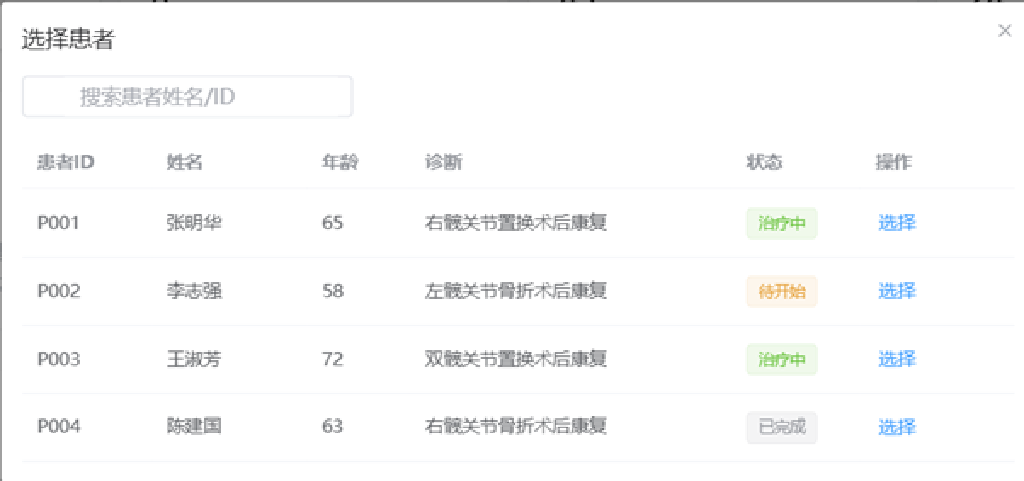 选择患者
搜索患者姓名/ID
患者ID 姓名 年龄 诊断 状态 操作
P001 张明华 65 右髋关节置换术后康复 治疗中 选择
P002 李志强 58 左髋关节骨折术后康复 待开始 选择
P003 王淑芳 72 双髋关节置换术后康复 治疗中 选择
P004 陈建国 63 右髋关节骨折术后康复 已完成 选择